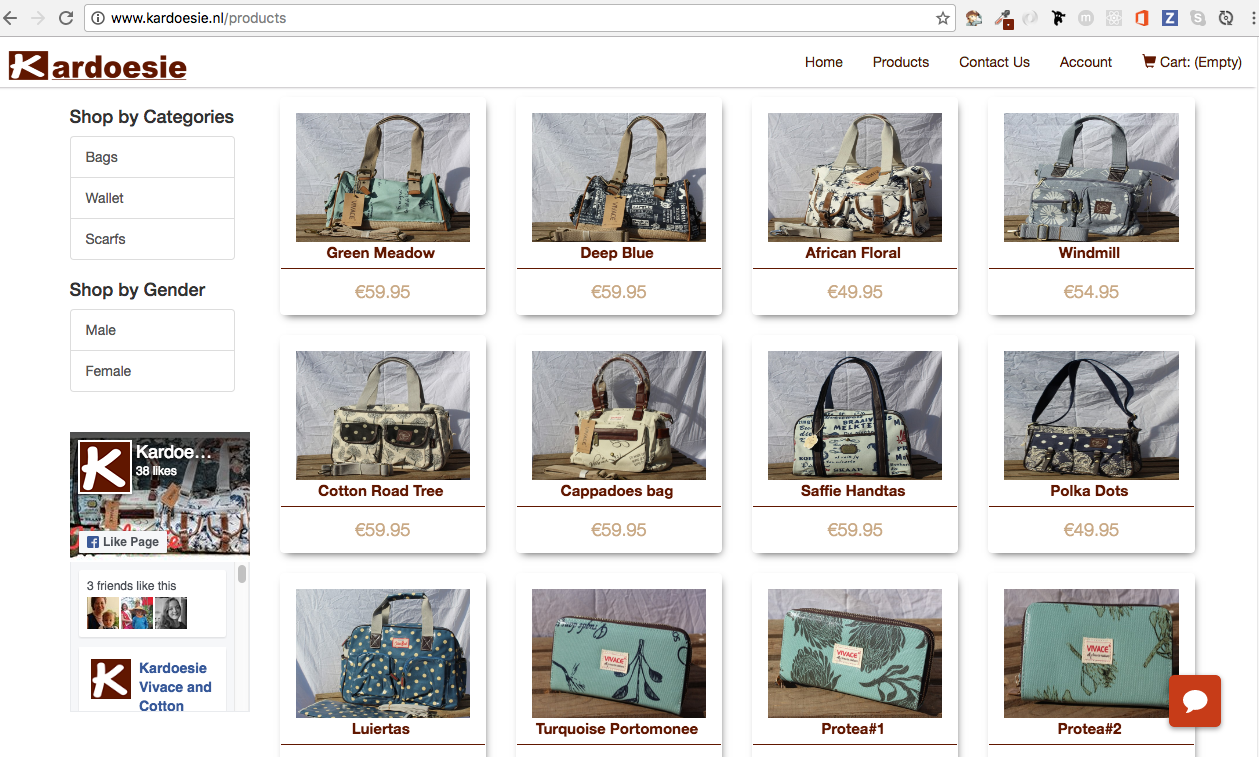 www.kardoesie.nl/products
Kardoesie
Home
Products
Contact Us
Account
Cart: (Empty)
Shop by Categories
Bags
Wallet
Scarfs
Shop by Gender
Male
Female
Kardoe...
38 likes
Like Page
3 friends like this
Kardoesie
Vivace and
Cotton
Green Meadow
€59.95
Deep Blue
€59.95
African Floral
€49.95
Windmill
€54.95
Cotton Road Tree
€59.95
Cappadoes bag
€59.95
Saffie Handtas
€59.95
Polka Dots
€49.95
Luiertas
VIVACE
Turquoise Portomonee
VIVACE
Protea#1
VIVACE
Protea#2